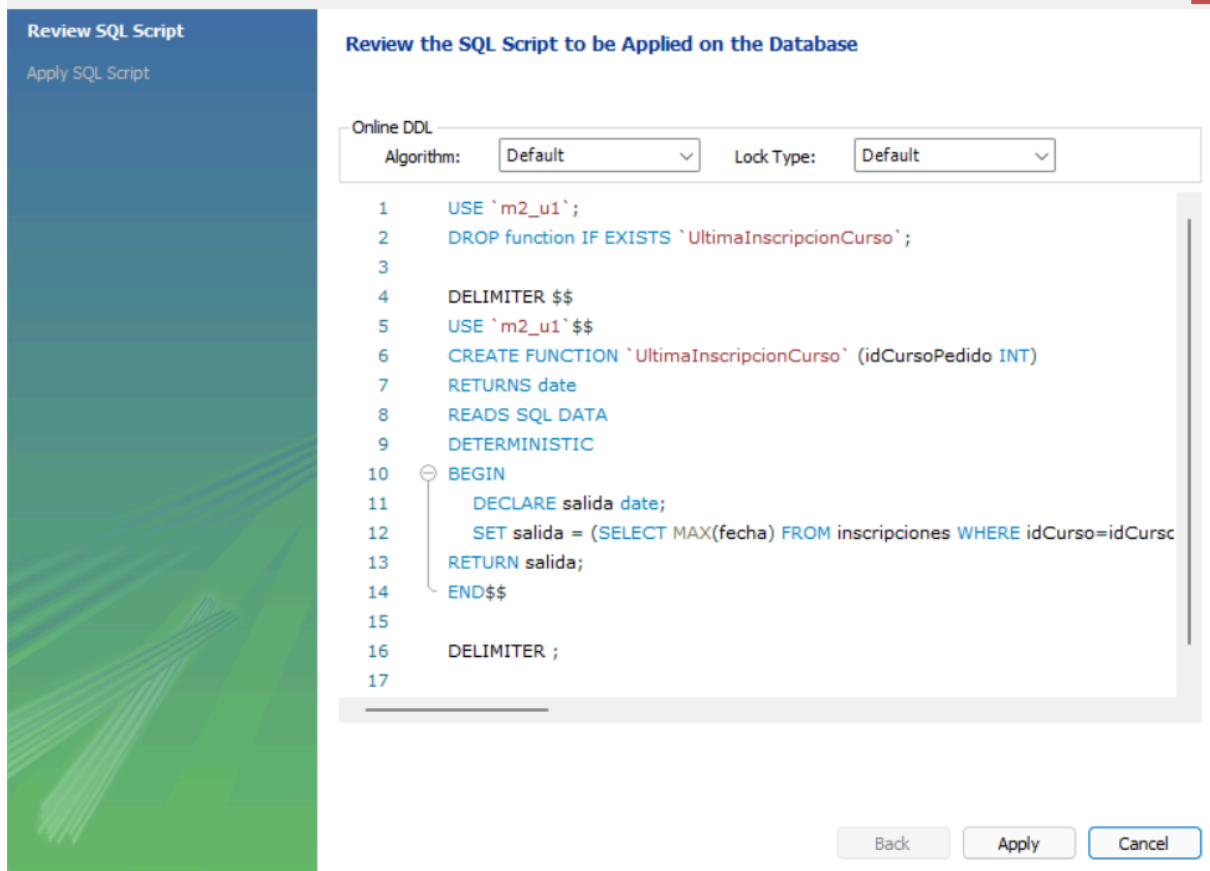 Review SQL Script
Apply SQL Script
Review the SQL Script to be Applied on the Database
Online DDL
Algorithm: Default Lock Type: Default
1 USE `m2_u1`;
2 DROP function IF EXISTS `UltimaInscripcionCurso`;
3
4 DELIMITER $$
5 USE `m2_u1`$$
6 CREATE FUNCTION `UltimaInscripcionCurso` (idCursoPedido INT)
7 RETURNS date
8 READS SQL DATA
9 DETERMINISTIC
10 BEGIN
11 DECLARE salida date;
12 SET salida = (SELECT MAX(fecha) FROM inscripciones WHERE idCurso=idCursc
13 RETURN salida;
14 END$$
15
16 DELIMITER ;
17
Back Apply Cancel